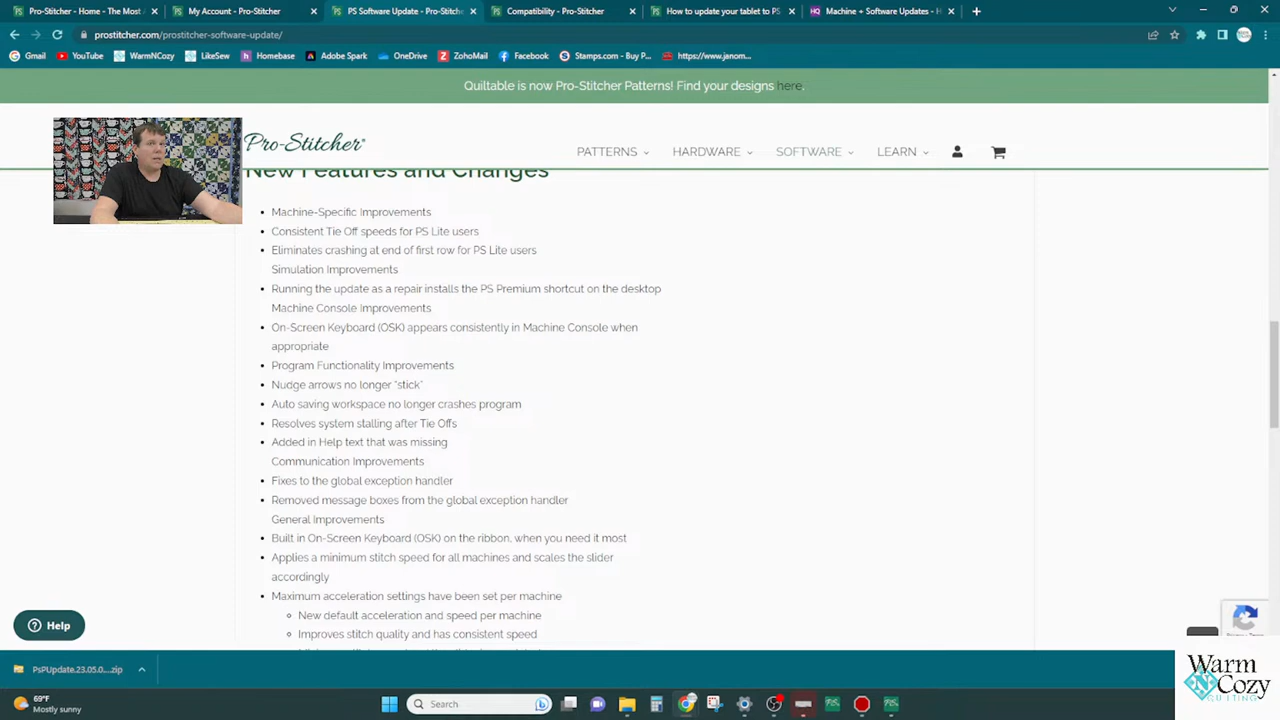 Pro-Stitcher - Home - The Most A
My Account - Pro-Stitcher
PS Software Update - Pro-Stitche
Compatibility - Pro-Stitcher
How to update your tablet to PS
Machine + Software Updates - H
prostitcher.com/prostitcher-software-update/
Gmail
YouTube
WarmNCozy
LikeSew
Homebase
Adobe Spark
OneDrive
ZohoMail
Facebook
Stamps.com - Buy P...
https://www.janom...
Quiltable is now Pro-Stitcher Patterns! Find your designs here.
Pro-Stitcher®
PATTERNS
HARDWARE
SOFTWARE
LEARN
New Features and Changes
• Machine-Specific Improvements
• Consistent Tie Off speeds for PS Lite users
• Eliminates crashing at end of first row for PS Lite users
Simulation Improvements
• Running the update as a repair installs the PS Premium shortcut on the desktop
Machine Console Improvements
• On-Screen Keyboard (OSK) appears consistently in Machine Console when
appropriate
• Program Functionality Improvements
• Nudge arrows no longer "stick"
• Auto saving workspace no longer crashes program
• Resolves system stalling after Tie Offs
• Added in Help text that was missing
Communication Improvements
• Fixes to the global exception handler
• Removed message boxes from the global exception handler
General Improvements
• Built in On-Screen Keyboard (OSK) on the ribbon, when you need it most
• Applies a minimum stitch speed for all machines and scales the slider
accordingly
• Maximum acceleration settings have been set per machine
◦ New default acceleration and speed per machine
◦ Improves stitch quality and has consistent speed
Help
PsPUpdate.23.05.0....zip
69°F
Mostly sunny
Search
Warm
N
Cozy
QUILTING